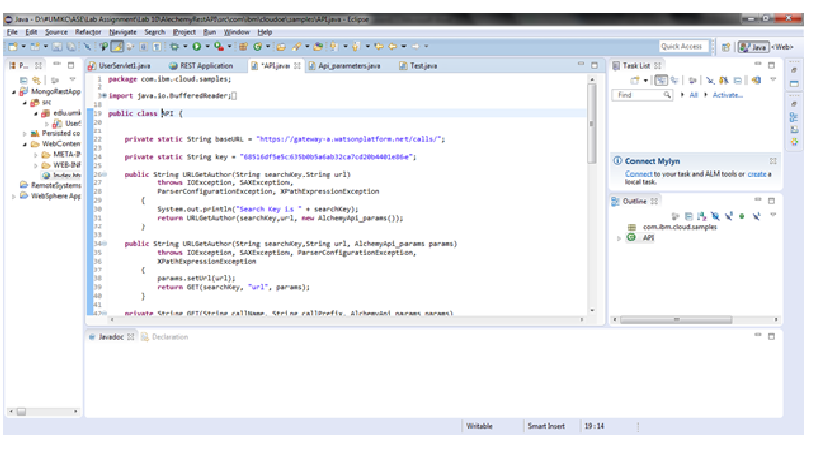 Java - D:\#UMKC\ASE\Lab Assignment\Lab 10\AlechemyRestAPI\src\com\ibm\cloudoe\samples\API.java - Eclipse
File Edit Source Refactor Navigate Search Project Run Window Help
Quick Access Java <Web>
P...
UserServlet1.java REST Application *API.java Api_parameters.java Test.java
MongoRestApp
src
edu.umk
UserS
Persisted co
WebConten
META-I
WEB-INF
RemoteSystems
WebSphere App
1 package com.ibm.cloud.samples;
2
3 import java.io.BufferedReader;
18
19 public class API {
20
21
22 private static String baseURL = "https://gateway-a.watsonplatform.net/calls/";
23
24 private static String key =
25
26 public String URLGetAuthor(String searchKey,String url)
27 throws IOException, SAXException,
28 ParserConfigurationException, XPathExpressionException
29 {
30 System.out.println("Search Key is " + searchKey);
31 return URLGetAuthor(searchKey,url, new AlchemyApi_params());
32 }
33
34 public String URLGetAuthor(String searchKey,String url, AlchemyApi_params params)
35 throws IOException, SAXException, ParserConfigurationException,
36 XPathExpressionException
37 {
38 params.setUrl(url);
39 return GET(searchKey, "url", params);
40 }
41
42 private String GET(String callName, String callPrefix, AlchemyApi_params params)
Task List
Find All Activate...
Connect Mylyn
Connect to your task and ALM tools or create a
local task.
Outline
com.ibm.cloud.samples
API
Javadoc Declaration
Writable Smart Insert 19 : 14